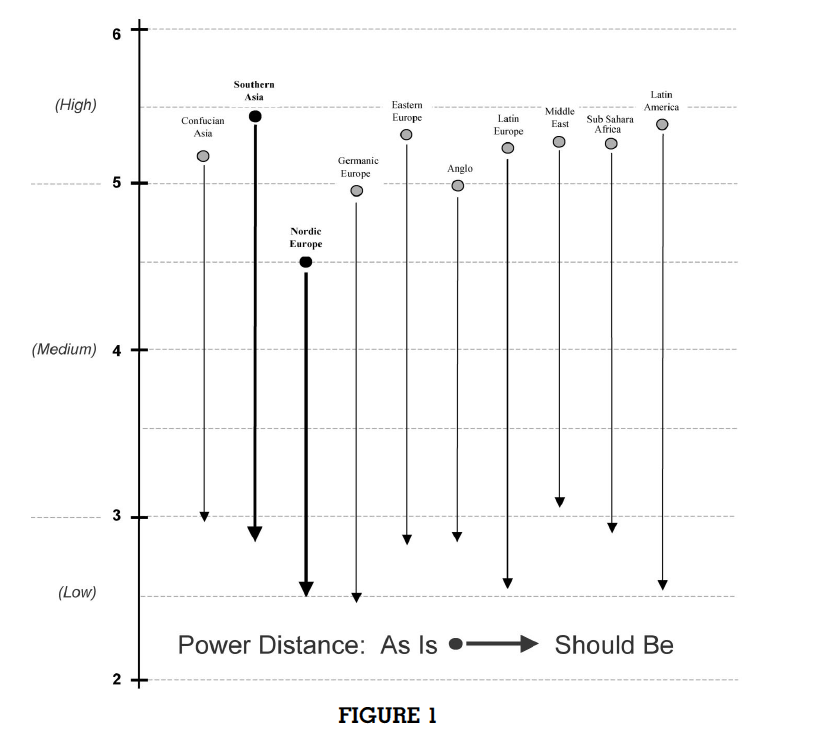 6
(High)
Southern
Asia
Confucian
Asia
Eastern
Europe
Latin
Europe
Middle
East
Sub Sahara
Africa
Latin
America
Germanic
Europe
Anglo
5
Nordic
Europe
(Medium)
4
3
(Low)
Power Distance: As Is Should Be
2
FIGURE 1